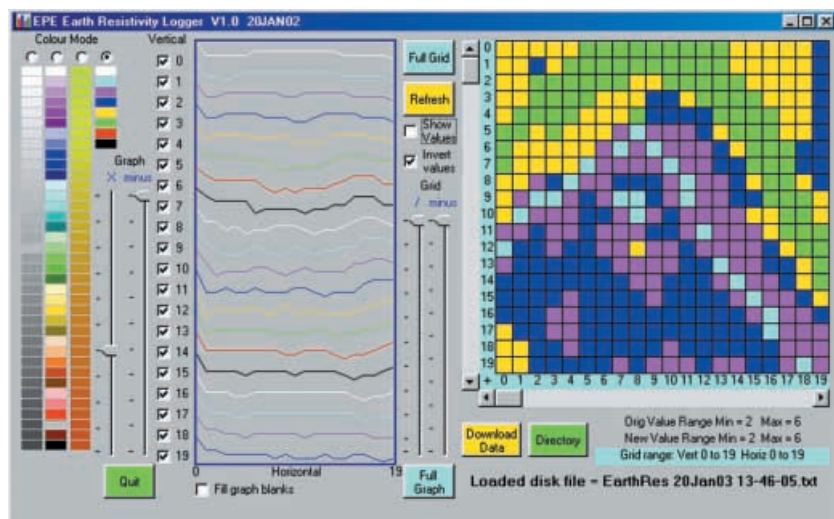 EPE Earth Resistivity Logger V1.0 20JAN02
Colour Mode
Vertical
0
1
2
3
4
5
6
7
8
9
10
11
12
13
14
15
16
17
18
19
Graph
X minus
Quit
0 Horizontal 19
Fill graph blanks
Full Grid
Refresh
Show Values
Invert values
Grid
/ minus
Full Graph
0
1
2
3
4
5
6
7
8
9
10
11
12
13
14
15
16
17
18
19
+ 0 1 2 3 4 5 6 7 8 9 10 11 12 13 14 15 16 17 18 19
Download Data
Directory
Orig Value Range Min = 2 Max = 6
New Value Range Min = 2 Max = 6
Grid range: Vert 0 to 19 Horiz 0 to 19
Loaded disk file = EarthRes 20Jan03 13-46-05.txt